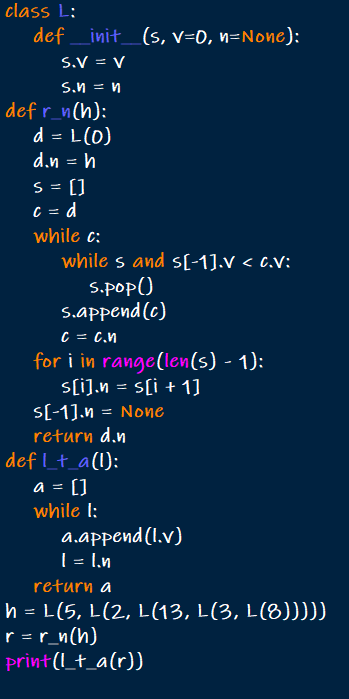 class L:
    def __init__(s, v=0, n=None):
        s.v = v
        s.n = n
def r_n(h):
    d = L(0)
    d.n = h
    s = []
    c = d
    while c:
        while s and s[-1].v < c.v:
            s.pop()
        s.append(c)
        c = c.n
    for i in range(len(s) - 1):
        s[i].n = s[i + 1]
    s[-1].n = None
    return d.n
def l_t_a(l):
    a = []
    while l:
        a.append(l.v)
        l = l.n
    return a
h = L(5, L(2, L(13, L(3, L(8)))))
r = r_n(h)
print(l_t_a(r))